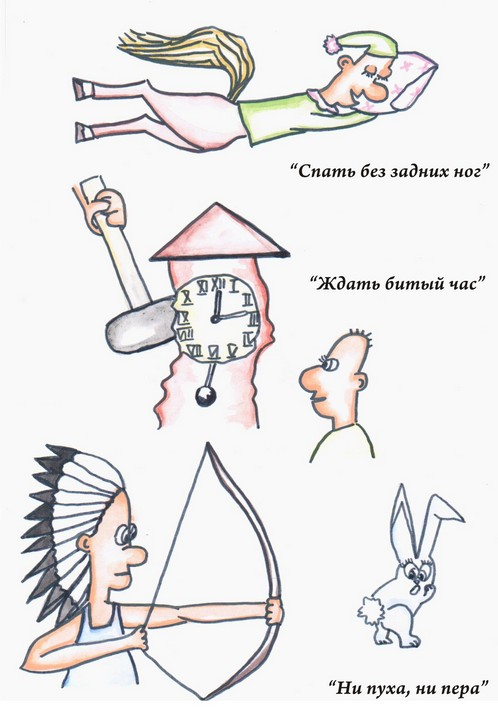 “Спать без задних ног”
“Ждать битый час”
“Ни пуха, ни пера”